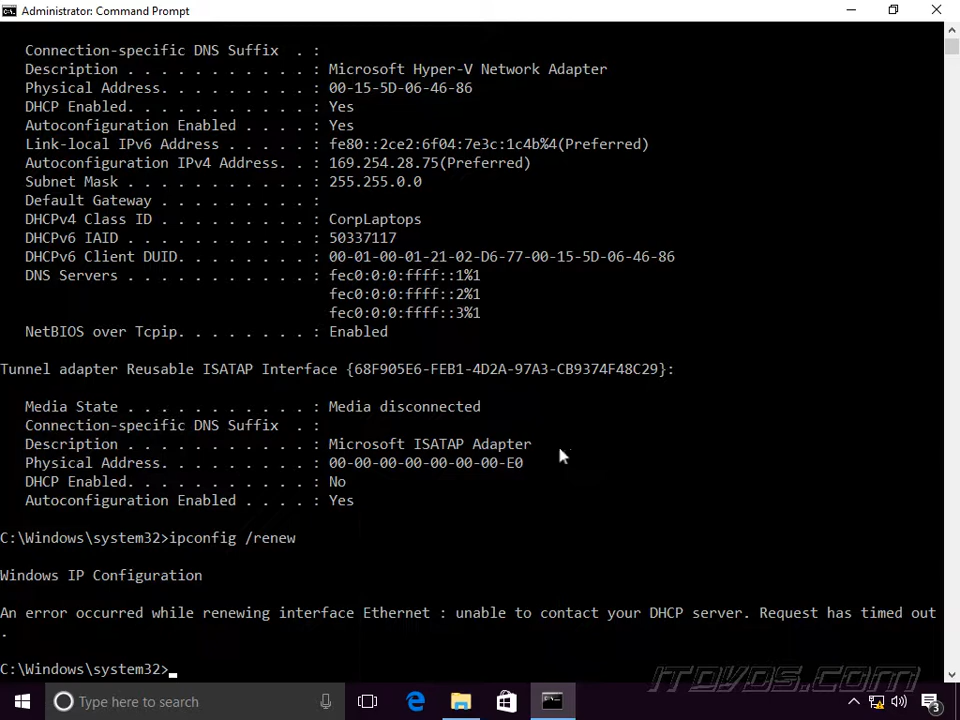 Administrator: Command Prompt
Connection-specific DNS Suffix . :
Description . . . . . . . . . . . : Microsoft Hyper-V Network Adapter
Physical Address. . . . . . . . . : 00-15-5D-06-46-86
DHCP Enabled. . . . . . . . . . . : Yes
Autoconfiguration Enabled . . . . : Yes
Link-local IPv6 Address . . . . . : fe80::2ce2:6f04:7e3c:1c4b%4(Preferred)
Autoconfiguration IPv4 Address. . : 169.254.28.75(Preferred)
Subnet Mask . . . . . . . . . . . : 255.255.0.0
Default Gateway . . . . . . . . . :
DHCPv4 Class ID . . . . . . . . . : CorpLaptops
DHCPv6 IAID . . . . . . . . . . . : 50337117
DHCPv6 Client DUID. . . . . . . . : 00-01-00-01-21-02-D6-77-00-15-5D-06-46-86
DNS Servers . . . . . . . . . . . : fec0:0:0:ffff::1%1
fec0:0:0:ffff::2%1
fec0:0:0:ffff::3%1
NetBIOS over Tcpip. . . . . . . . : Enabled
Tunnel adapter Reusable ISATAP Interface {68F905E6-FEB1-4D2A-97A3-CB9374F48C29}:
Media State . . . . . . . . . . . : Media disconnected
Connection-specific DNS Suffix . :
Description . . . . . . . . . . . : Microsoft ISATAP Adapter
Physical Address. . . . . . . . . : 00-00-00-00-00-00-00-E0
DHCP Enabled. . . . . . . . . . . : No
Autoconfiguration Enabled . . . . : Yes
C:\Windows\system32>ipconfig /renew
Windows IP Configuration
An error occurred while renewing interface Ethernet : unable to contact your DHCP server. Request has timed out
.
C:\Windows\system32>
ITDVDS.com
Type here to search
3